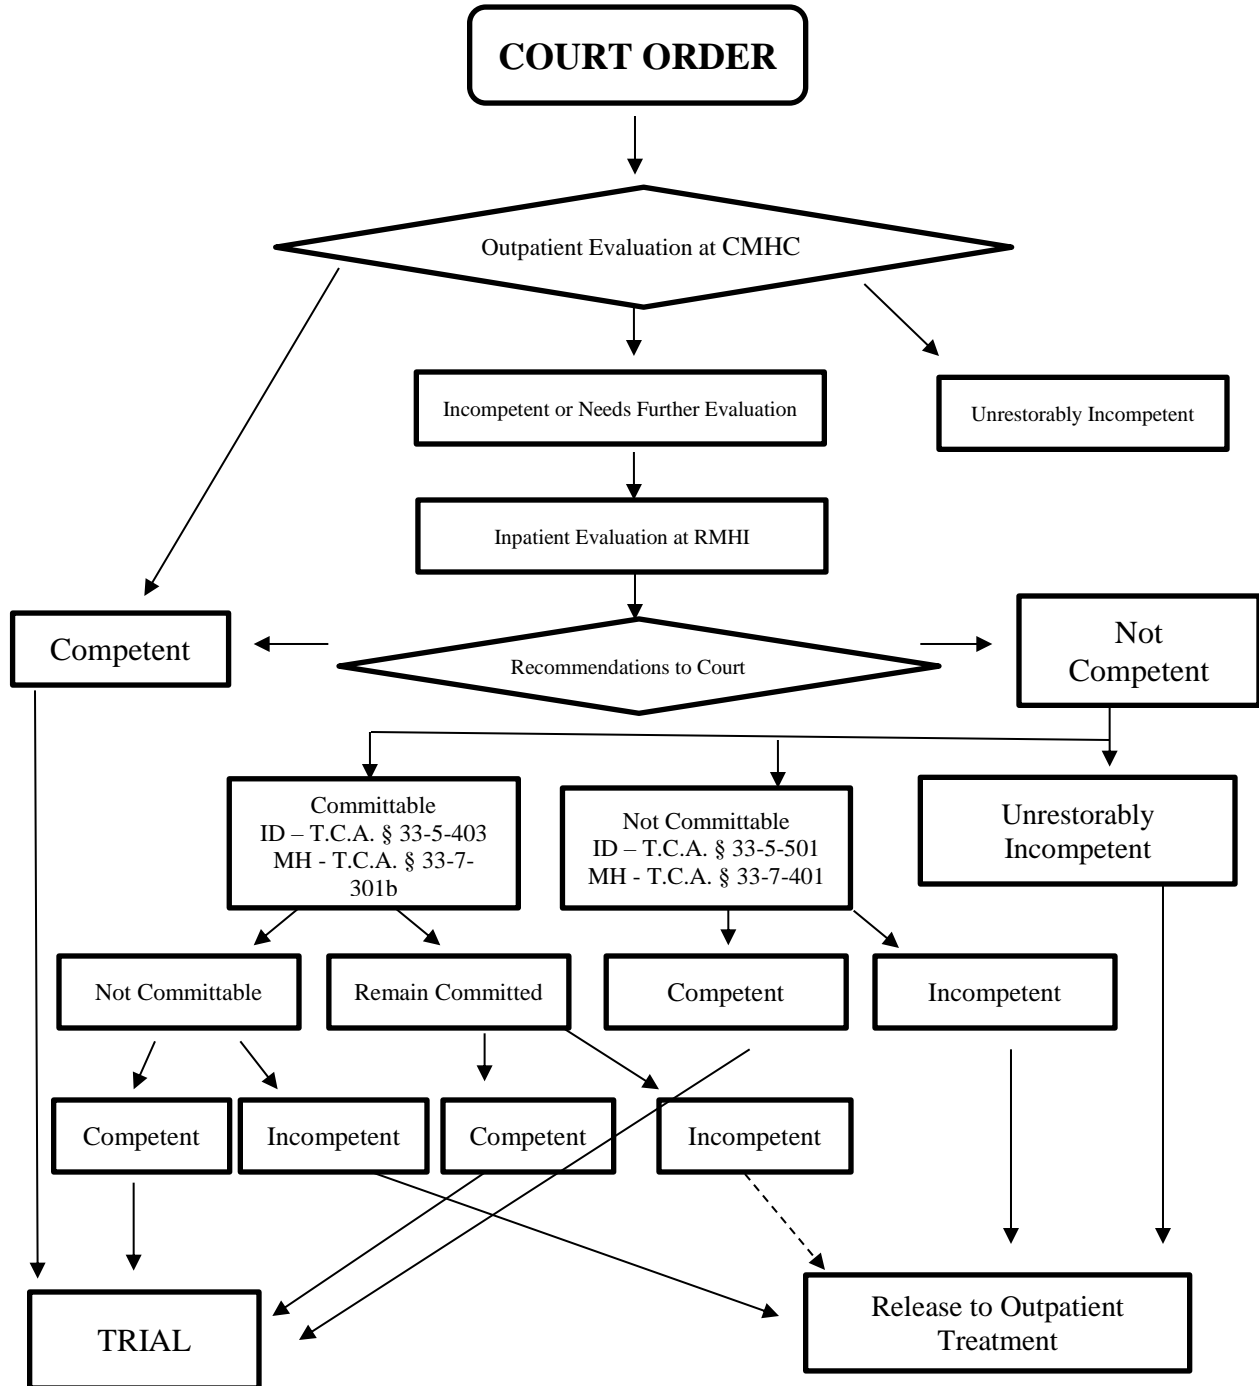 COURT ORDER
Outpatient Evaluation at CMHC
Incompetent or Needs Further Evaluation
Unrestorably Incompetent
Inpatient Evaluation at RMHI
Competent
Recommendations to Court
Not
Competent
Committable
ID – T.C.A. § 33-5-403
MH - T.C.A. § 33-7-
301b
Not Committable
ID – T.C.A. § 33-5-501
MH - T.C.A. § 33-7-401
Unrestorably
Incompetent
Not Committable
Remain Committed
Competent
Incompetent
Competent
Incompetent
Competent
Incompetent
TRIAL
Release to Outpatient
Treatment